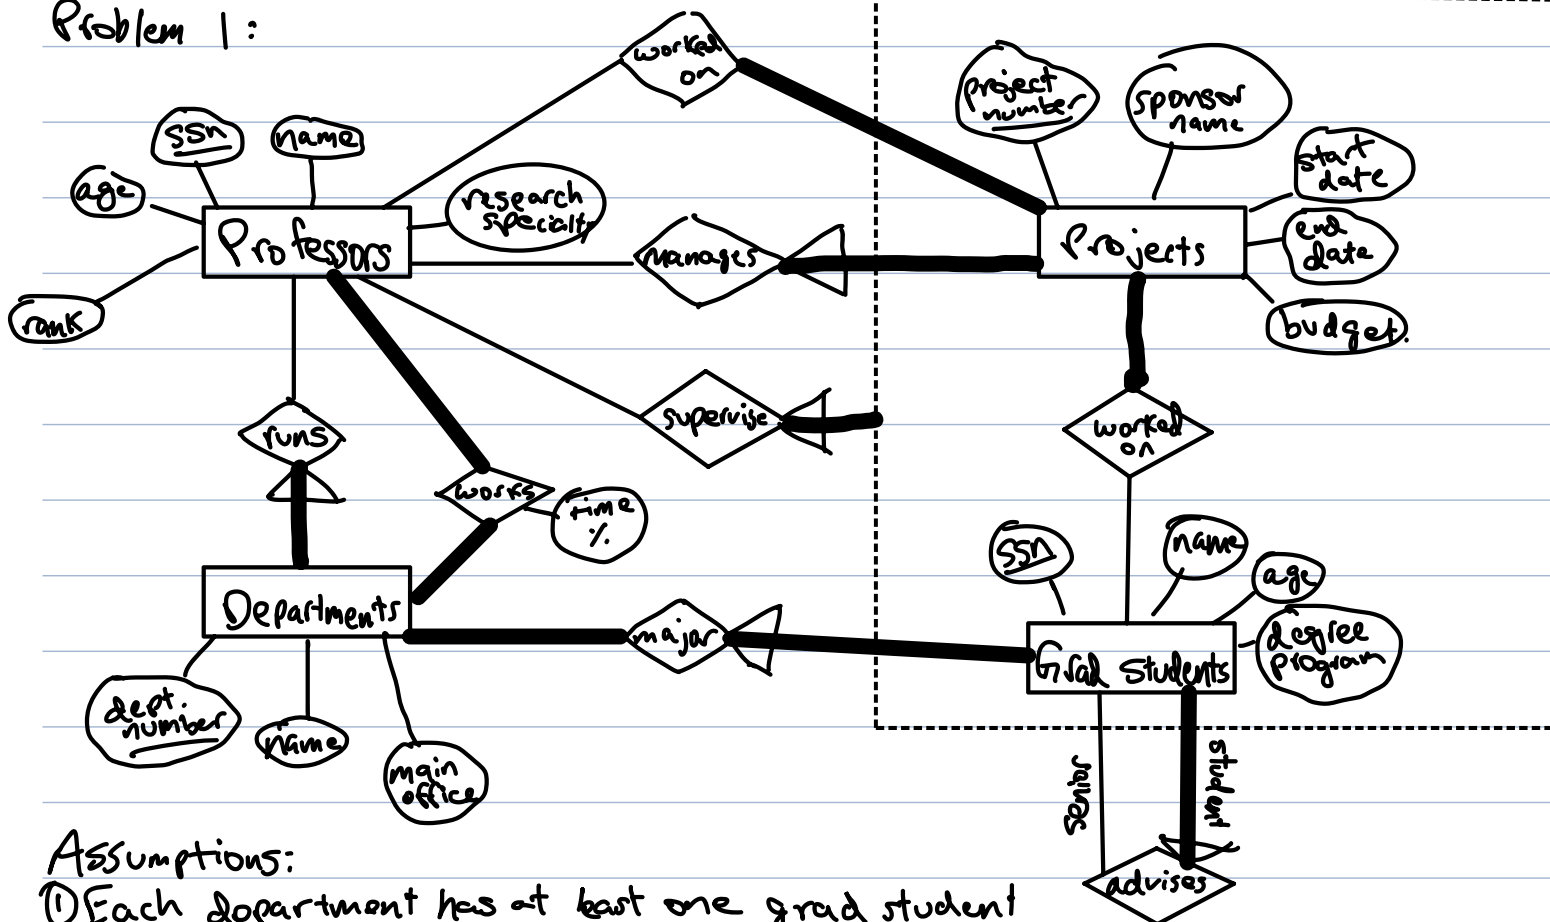 Problem 1:
worked
on
project
number
sponsor
name
ssn
name
start
date
age
research
specialty
Professors
manages
Projects
end
date
rank
budget.
supervise
worked
on
runs
works
time
%
ssn
name
age
Departments
majar
Grad Students
degree
program
dept.
number
name
main
office
senior
student
advises
Assumptions:
① Each department has at least one grad student